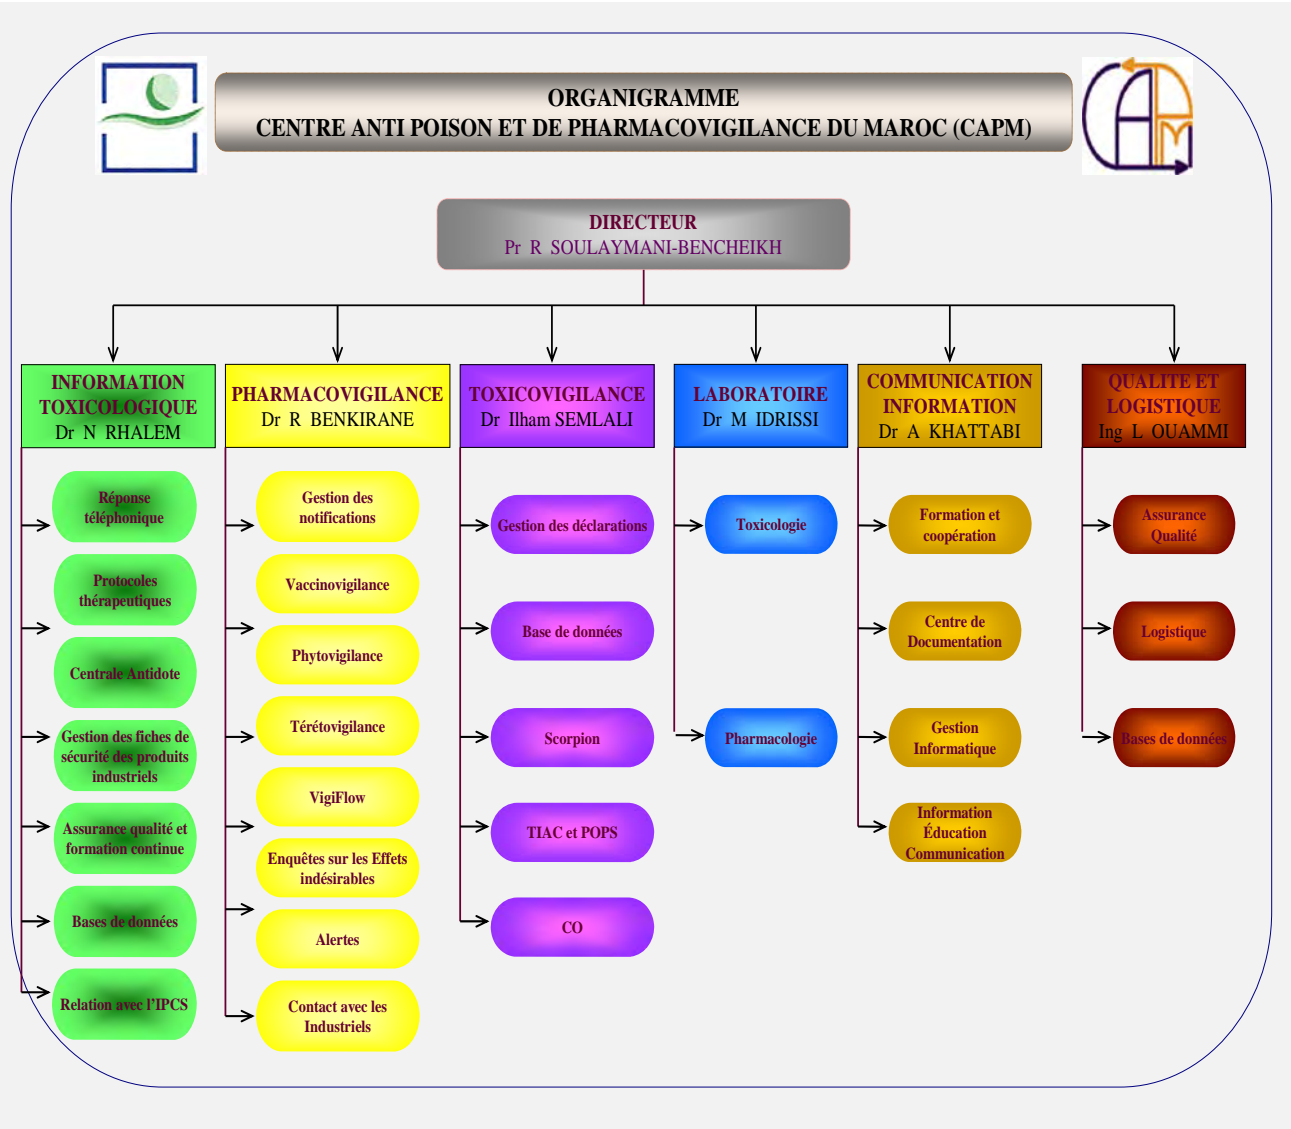 ORGANIGRAMME
CENTRE ANTI POISON ET DE PHARMACOVIGILANCE DU MAROC (CAPM)
CAPM
DIRECTEUR
Pr R SOULAYMANI-BENCHEIKH
INFORMATION
TOXICOLOGIQUE
Dr N RHALEM
Réponse
téléphonique
Protocoles
thérapeutiques
Centrale Antidote
Gestion des fiches de
sécurité des produits
industriels
Assurance qualité et
formation continue
Bases de données
Relation avec l'IPCS
PHARMACOVIGILANCE
Dr R BENKIRANE
Gestion des
notifications
Vaccinovigilance
Phytovigilance
Térétovigilance
VigiFlow
Enquêtes sur les Effets
indésirables
Alertes
Contact avec les
Industriels
TOXICOVIGILANCE
Dr Ilham SEMLALI
Gestion des déclarations
Base de données
Scorpion
TIAC et POPS
CO
LABORATOIRE
Dr M IDRISSI
Toxicologie
Pharmacologie
COMMUNICATION
INFORMATION
Dr A KHATTABI
Formation et
coopération
Centre de
Documentation
Gestion
Informatique
Information
Éducation
Communication
QUALITE ET
LOGISTIQUE
Ing L OUAMMI
Assurance
Qualité
Logistique
Bases de données